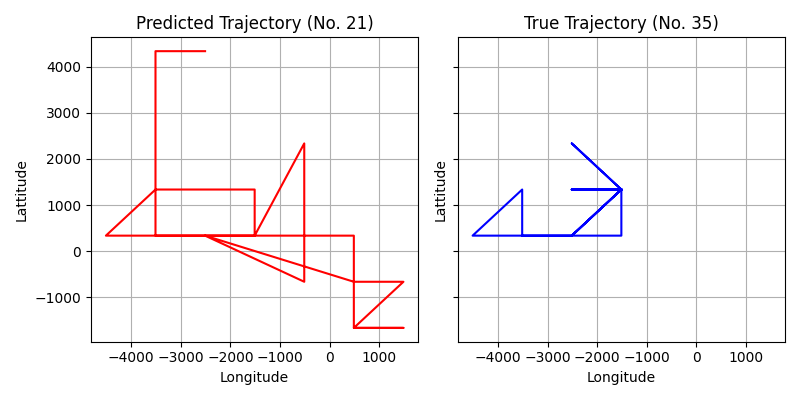 Predicted Trajectory (No. 21)
True Trajectory (No. 35)
Lattitude
4000
3000
2000
1000
0
−1000
−4000 −3000 −2000 −1000 0 1000
Longitude
Lattitude
−4000 −3000 −2000 −1000 0 1000
Longitude